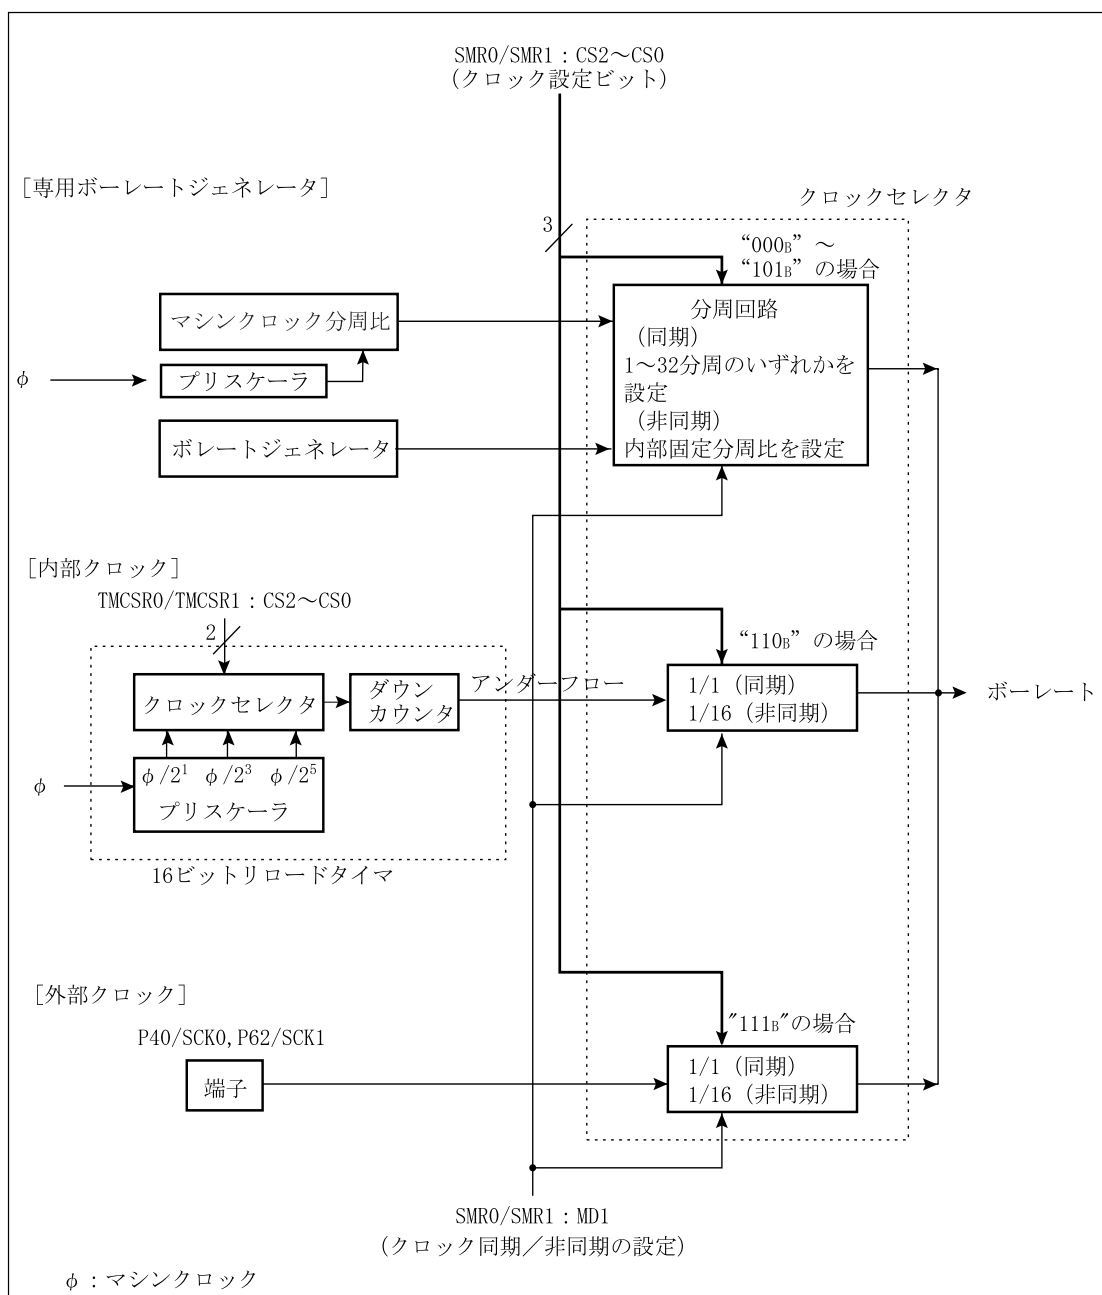 SMR0/SMR1：CS2～CS0
（クロック設定ビット）
［専用ボーレートジェネレータ］
クロックセレクタ
3
“000B” ～
“101B” の場合
マシンクロック分周比
分周回路
（同期）
1～32分周のいずれかを
設定
（非同期）
内部固定分周比を設定
φ
プリスケーラ
ボレートジェネレータ
［内部クロック］
TMCSR0/TMCSR1：CS2～CS0
2
“110B” の場合
クロックセレクタ
ダウン
カウンタ
アンダーフロー
1/1（同期）
1/16（非同期）
ボーレート
φ/2¹ φ/2³ φ/2⁵
φ
プリスケーラ
16ビットリロードタイマ
［外部クロック］
P40/SCK0,P62/SCK1
端子
"111B"の場合
1/1（同期）
1/16（非同期）
SMR0/SMR1：MD1
（クロック同期／非同期の設定）
φ：マシンクロック